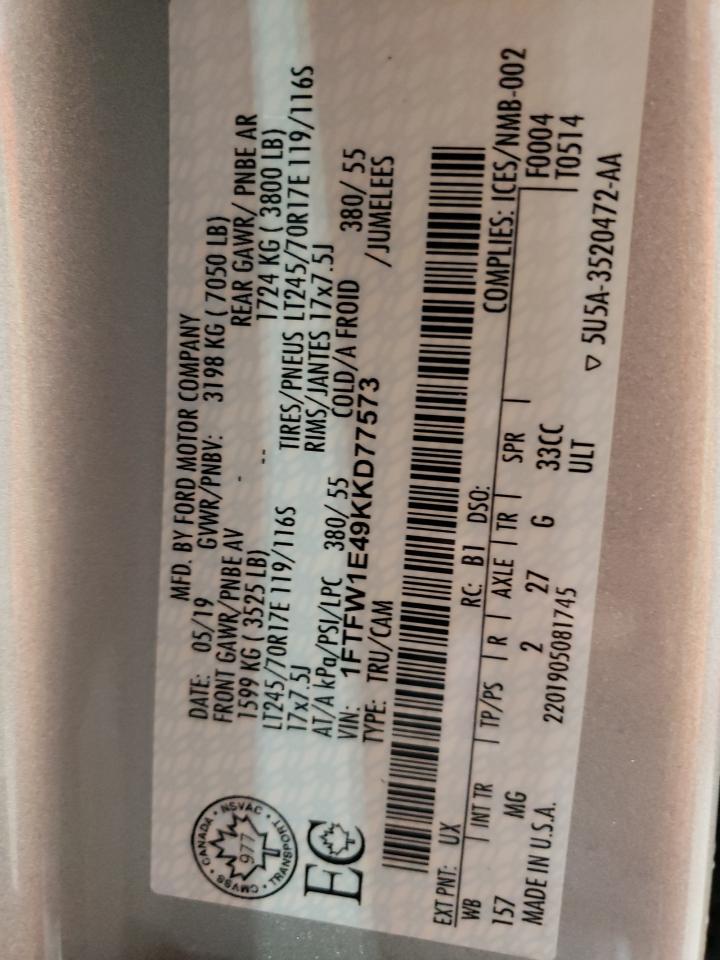 MFD. BY FORD MOTOR COMPANY
DATE: 05/19 GVWR/PNBV: 3198 KG ( 7050 LB)
FRONT GAWR/PNBE AV - -- REAR GAWR/ PNBE AR
1599 KG ( 3525 LB) 1724 KG ( 3800 LB)
LT245/70R17E 119/116S TIRES/PNEUS LT245/70R17E 119/116S
17x7.5J RIMS/JANTES 17x7.5J
AT/A kPa/PSI/LPC 380/ 55 COLD/A FROID 380/ 55
VIN: 1FTFW1E49KKD77573 /JUMELEES
TYPE: TRU/CAM
CANADA • NSVAC • TRANSPORT • CMVSS •
977
EC
EXT PNT: UX RC: B1 DSO: COMPLIES: ICES/NMB-002
WB INT TR TP/PS R AXLE TR SPR F0004
T0514
157 MG 2 27 G 33CC
ULT
MADE IN U.S.A. 2201905081745 ▽ 5U5A-3520472-AA